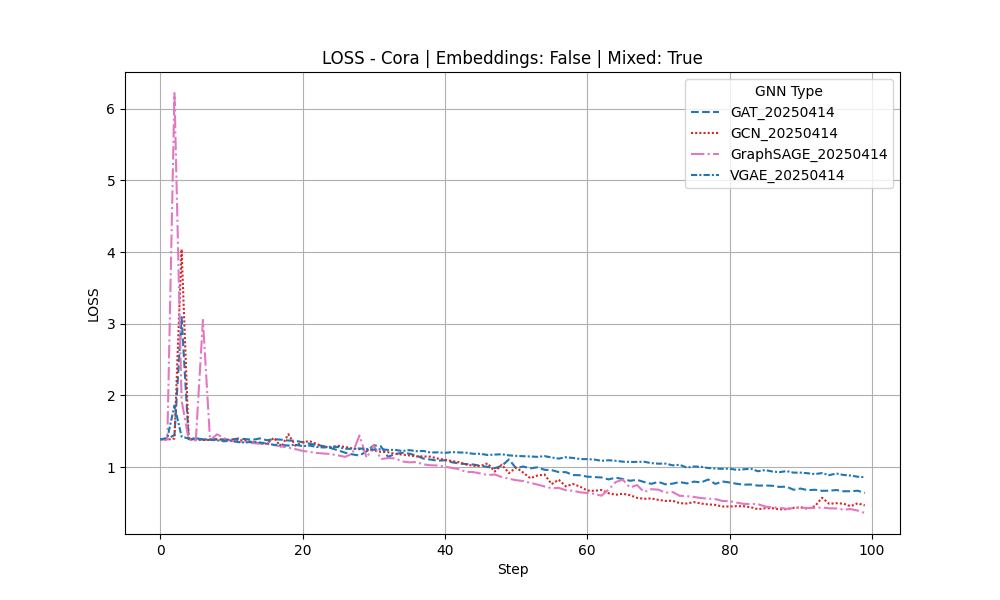 LOSS - Cora | Embeddings: False | Mixed: True
GNN Type
GAT_20250414
GCN_20250414
GraphSAGE_20250414
VGAE_20250414
LOSS
6
5
4
3
2
1
0
20
40
60
80
100
Step